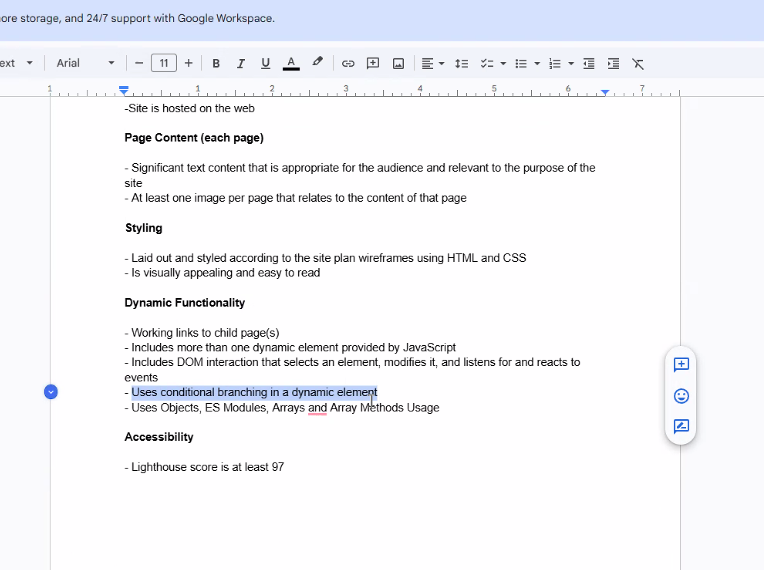 ore storage, and 24/7 support with Google Workspace.
ext Arial 11 B I U A
1 1 2 3 4 5 6 7
-Site is hosted on the web
Page Content (each page)
- Significant text content that is appropriate for the audience and relevant to the purpose of the
site
- At least one image per page that relates to the content of that page
Styling
- Laid out and styled according to the site plan wireframes using HTML and CSS
- Is visually appealing and easy to read
Dynamic Functionality
- Working links to child page(s)
- Includes more than one dynamic element provided by JavaScript
- Includes DOM interaction that selects an element, modifies it, and listens for and reacts to
events
- Uses conditional branching in a dynamic element
- Uses Objects, ES Modules, Arrays and Array Methods Usage
Accessibility
- Lighthouse score is at least 97